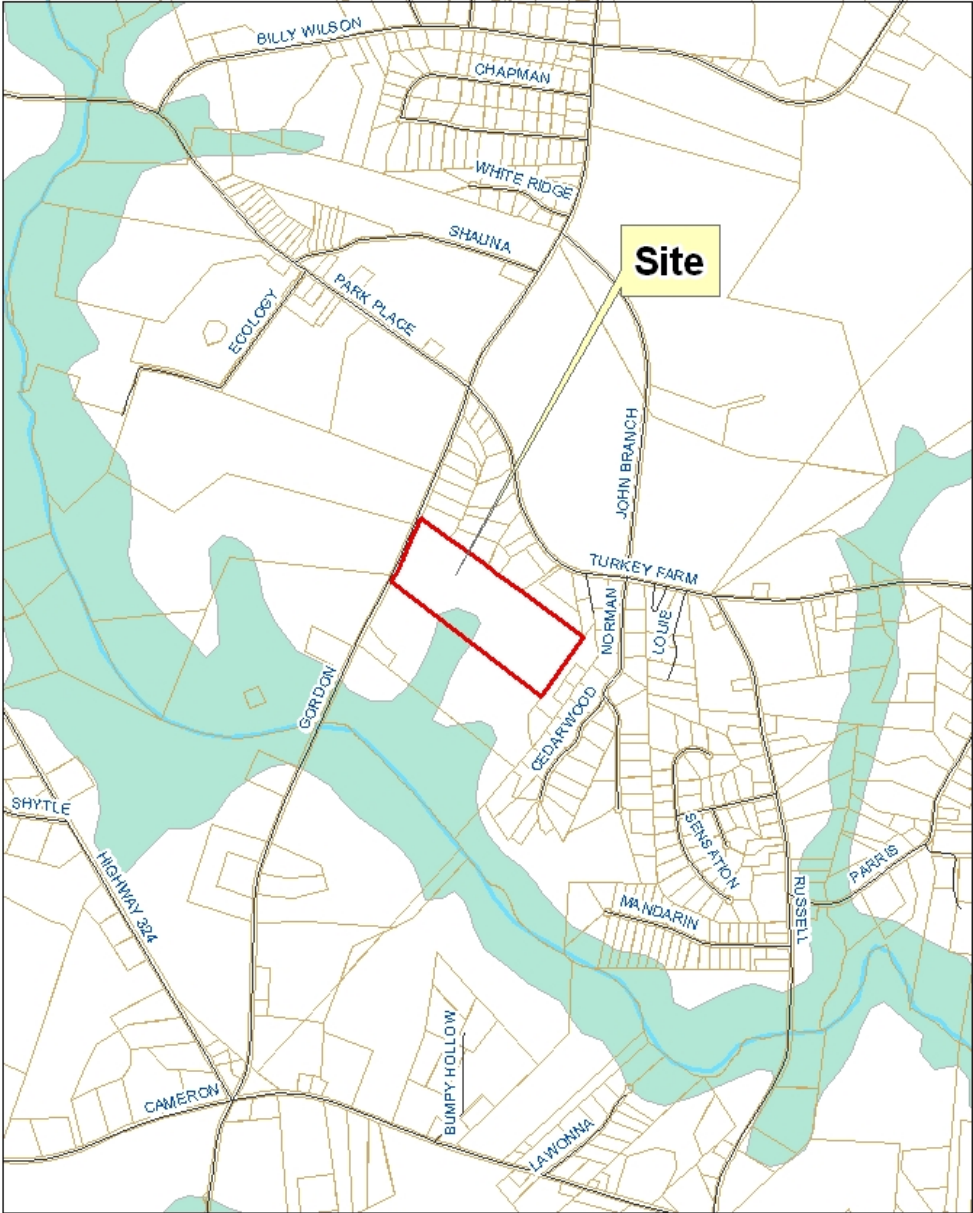 BILLY WILSON
CHAPMAN
WHITE RIDGE
SHAUNA
Site
ECOLOGY
PARK PLACE
JOHN BRANCH
TURKEY FARM
NORMAN
LOUIS
GORDON
CEDARWOOD
SHYTLE
HIGHWAY 324
SENSATION
PARRIS
RUSSELL
MANDARIN
BUMPY HOLLOW
CAMERON
LAWONNA